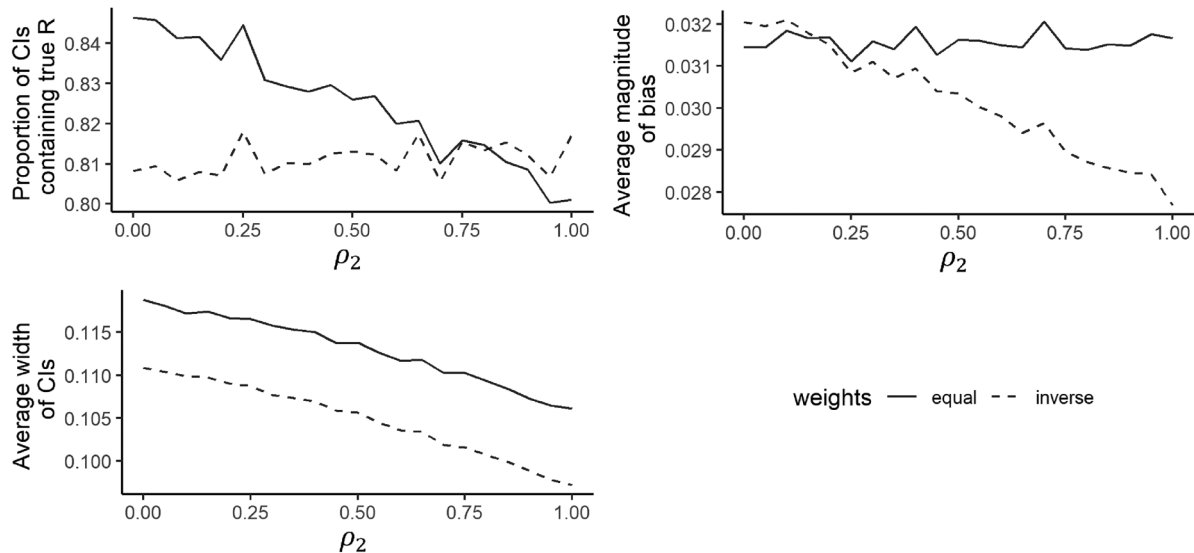 Proportion of CIs
containing true R
0.84
0.83
0.82
0.81
0.80
0.00 0.25 0.50 0.75 1.00
ρ2
Average magnitude
of bias
0.032
0.031
0.030
0.029
0.028
0.00 0.25 0.50 0.75 1.00
ρ2
Average width
of CIs
0.115
0.110
0.105
0.100
0.00 0.25 0.50 0.75 1.00
ρ2
weights equal inverse